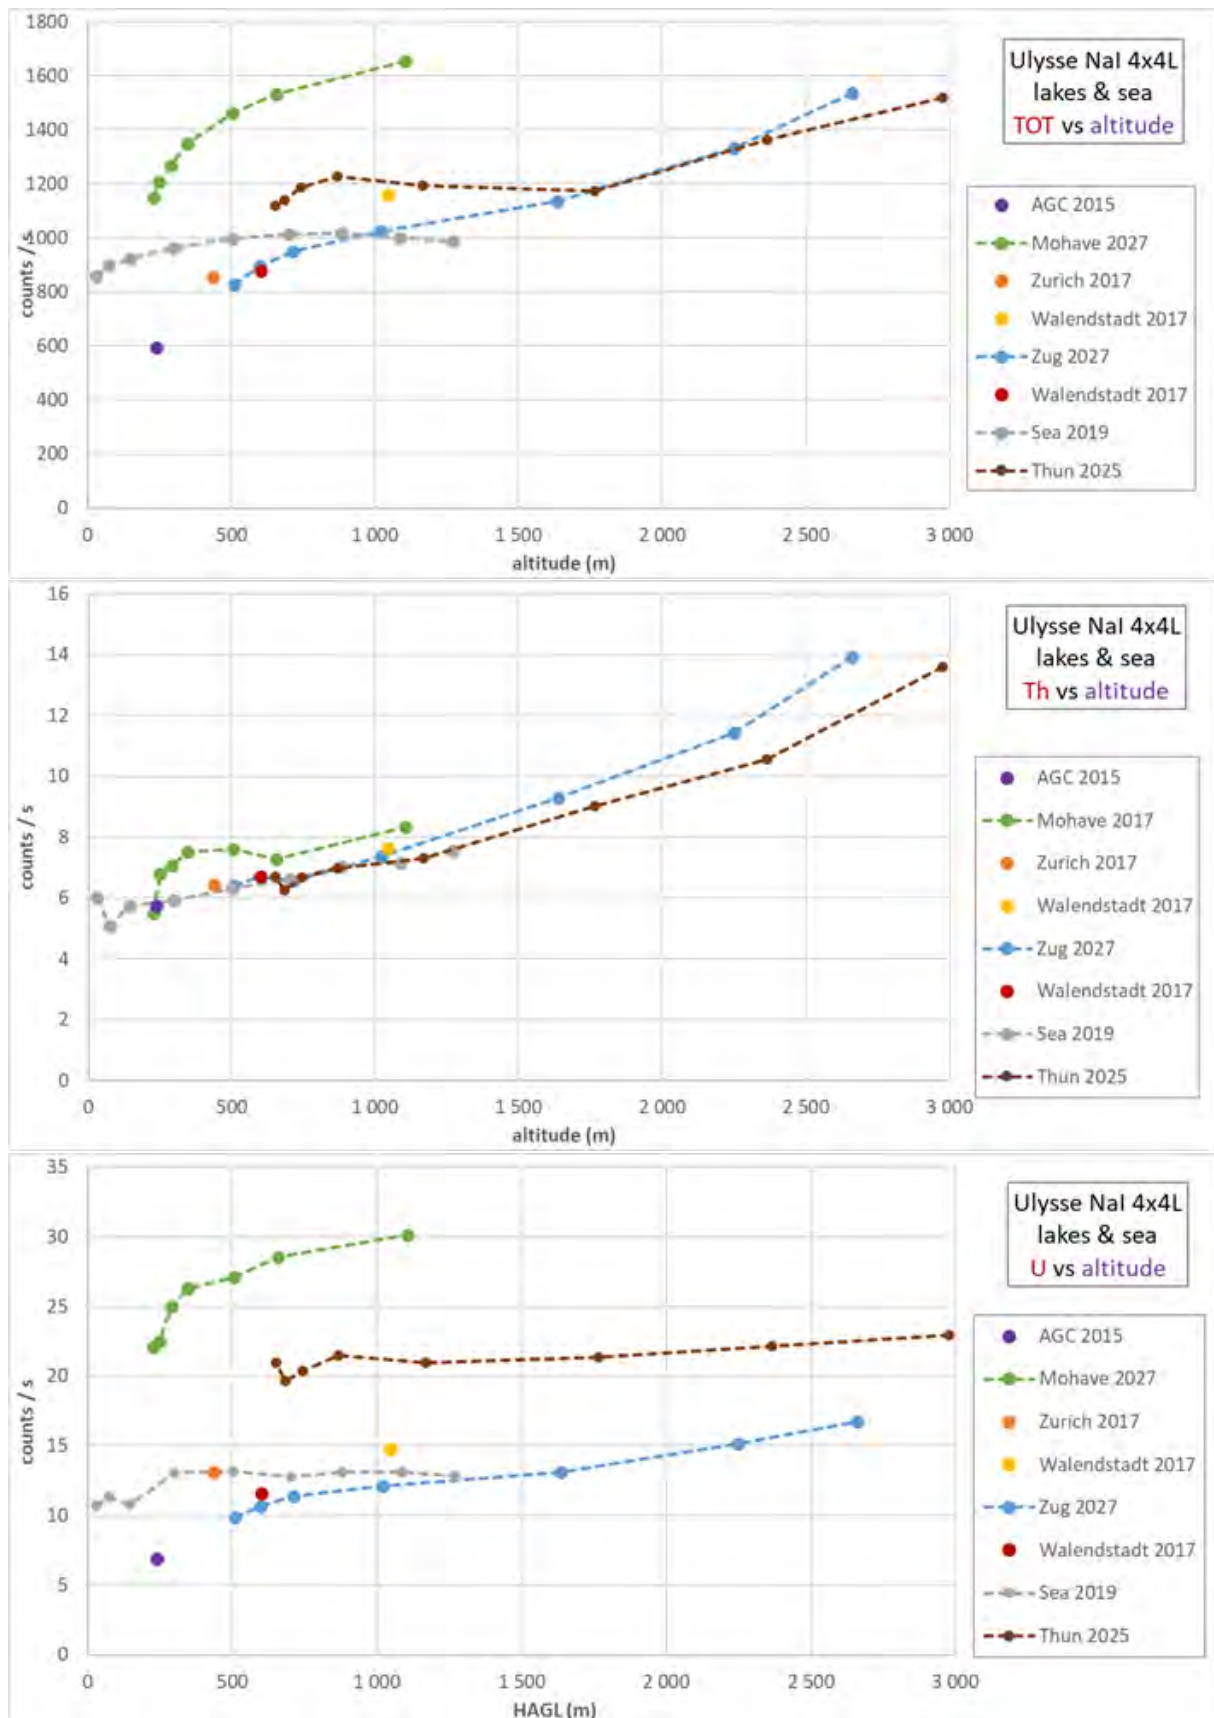 1800
1600
1400
1200
1000
800
600
400
200
0
counts /s
0
500
1 000
1 500
2 000
2 500
3 000
altitude (m)
Ulysse NaI 4x4L
lakes & sea
TOT vs altitude
AGC 2015
Mohave 2027
Zurich 2017
Walendstadt 2017
Zug 2027
Walendstadt 2017
Sea 2019
Thun 2025
16
14
12
10
8
6
4
2
0
counts / s
0
500
1 000
1 500
2 000
2 500
3 000
altitude (m)
Ulysse NaI 4x4L
lakes & sea
Th vs altitude
AGC 2015
Mohave 2017
Zurich 2017
Walendstadt 2017
Zug 2027
Walendstadt 2017
Sea 2019
Thun 2025
35
30
25
20
15
10
5
0
counts / s
0
500
1 000
1 500
2 000
2 500
3 000
HAGL (m)
Ulysse NaI 4x4L
lakes & sea
U vs altitude
AGC 2015
Mohave 2027
Zurich 2017
Walendstadt 2017
Zug 2027
Walendstadt 2017
Sea 2019
Thun 2025